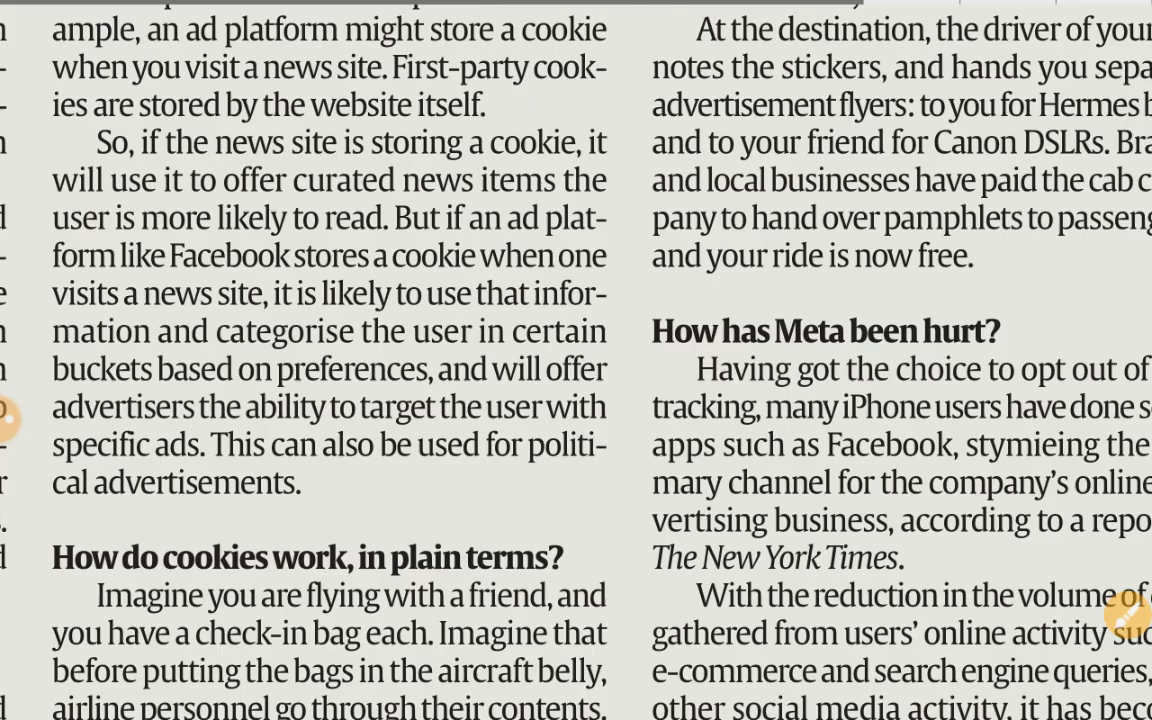 ample, an ad platform might store a cookie
when you visit a news site. First-party cook-
ies are stored by the website itself.
So, if the news site is storing a cookie, it
will use it to offer curated news items the
user is more likely to read. But if an ad plat-
form like Facebook stores a cookie when one
visits a news site, it is likely to use that infor-
mation and categorise the user in certain
buckets based on preferences, and will offer
advertisers the ability to target the user with
specific ads. This can also be used for politi-
cal advertisements.
How do cookies work, in plain terms?
Imagine you are flying with a friend, and
you have a check-in bag each. Imagine that
before putting the bags in the aircraft belly,
airline personnel go through their contents.
At the destination, the driver of your
notes the stickers, and hands you
advertisement flyers: to you for Hermes
and to your friend for Canon DSLRs.
and local businesses have paid the cab
pany to hand over pamphlets to
and your ride is now free.
How has Meta been hurt?
Having got the choice to opt out of
tracking, many iPhone users have done
apps such as Facebook, stymieing the
mary channel for the company's online
vertising business, according to a
The New York Times.
With the reduction in the volume of
gathered from users' online activity
e-commerce and search engine queries,
other social media activity, it has